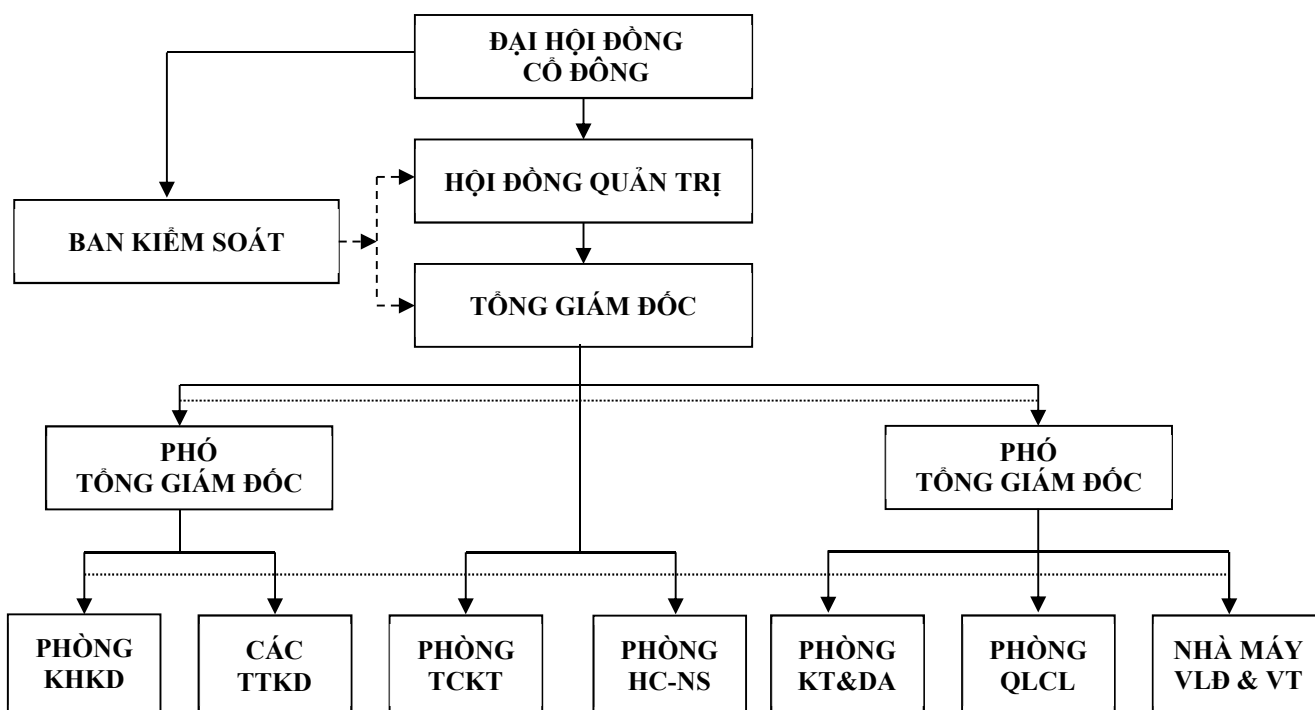 ĐẠI HỘI ĐỒNG
CỔ ĐÔNG
HỘI ĐỒNG QUẢN TRỊ
BAN KIỂM SOÁT
TỔNG GIÁM ĐỐC
PHÓ
TỔNG GIÁM ĐỐC
PHÓ
TỔNG GIÁM ĐỐC
PHÒNG
KHKD
CÁC
TTKD
PHÒNG
TCKT
PHÒNG
HC-NS
PHÒNG
KT&DA
PHÒNG
QLCL
NHÀ MÁY
VLĐ & VT